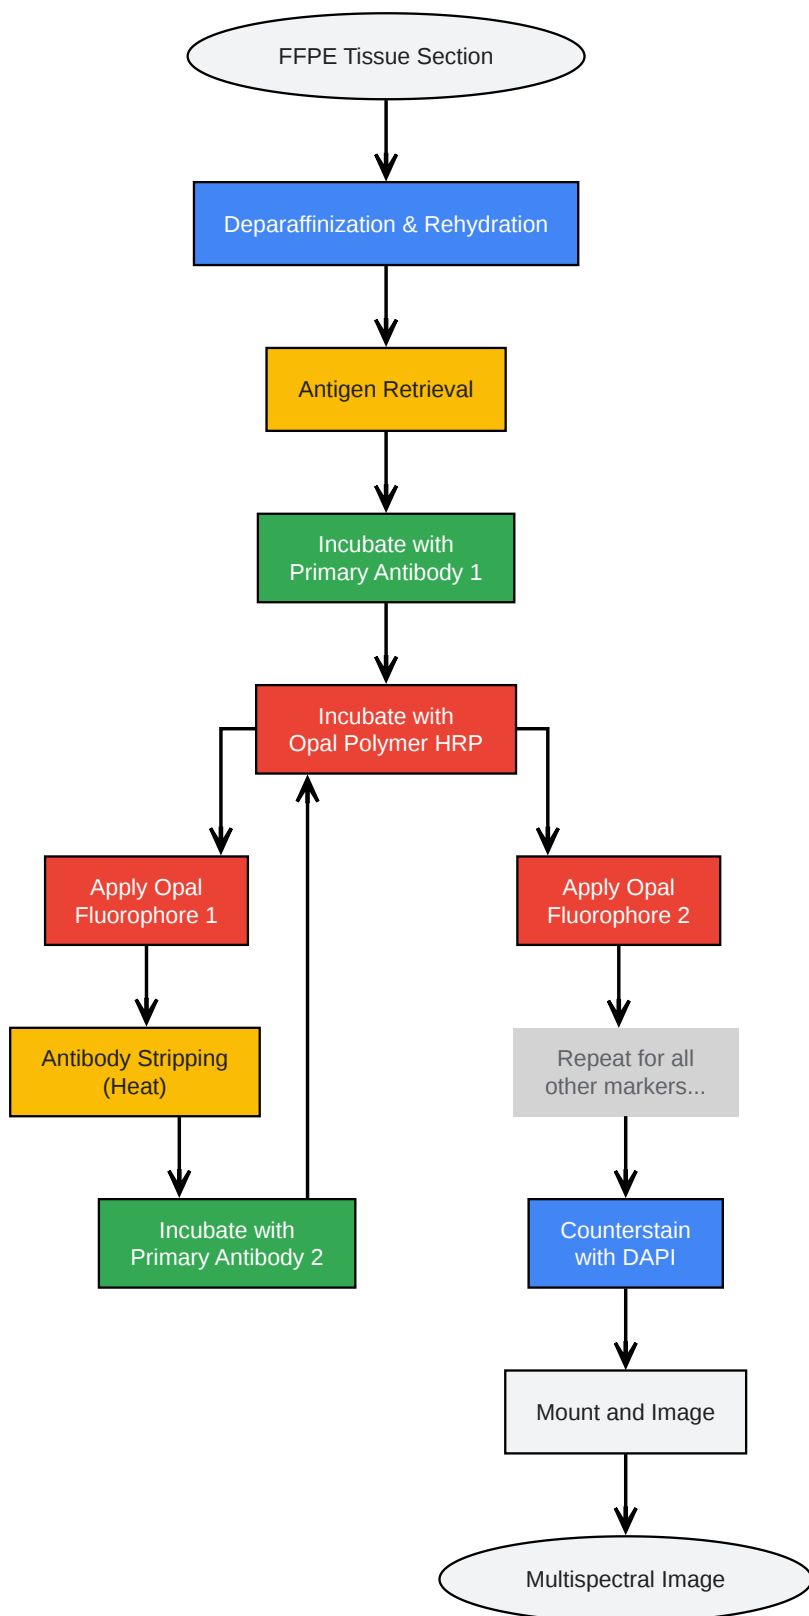 FFPE Tissue Section
Deparaffinization & Rehydration
Antigen Retrieval
Incubate with
Primary Antibody 1
Incubate with
Opal Polymer HRP
Apply Opal
Fluorophore 1
Apply Opal
Fluorophore 2
Antibody Stripping
(Heat)
Repeat for all
other markers...
Incubate with
Primary Antibody 2
Counterstain
with DAPI
Mount and Image
Multispectral Image